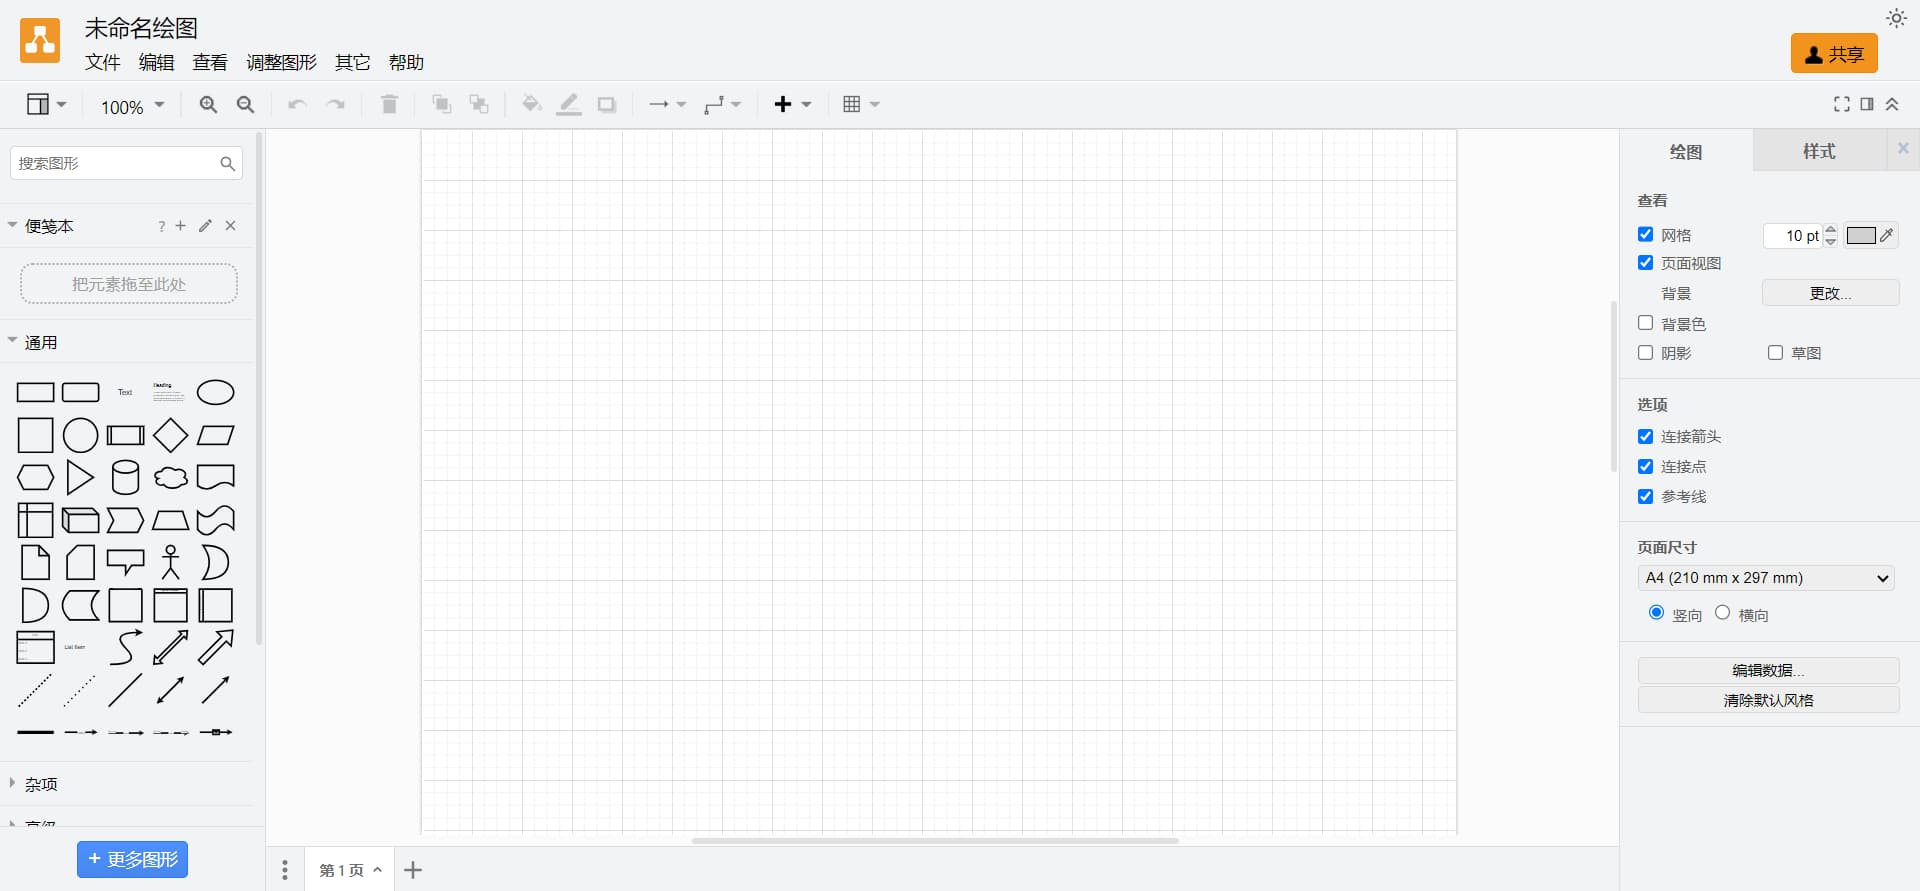 未命名绘图
文件 编辑 查看 调整图形 其它 帮助
共享
100%
搜索图形
便笺本
?
把元素拖至此处
通用
Text
Heading
List Item
杂项
更多图形
第 1 页
绘图 样式
查看
网格 10 pt
页面视图
背景 更改...
背景色
阴影 草图
选项
连接箭头
连接点
参考线
页面尺寸
A4 (210 mm x 297 mm)
竖向 横向
编辑数据...
清除默认风格